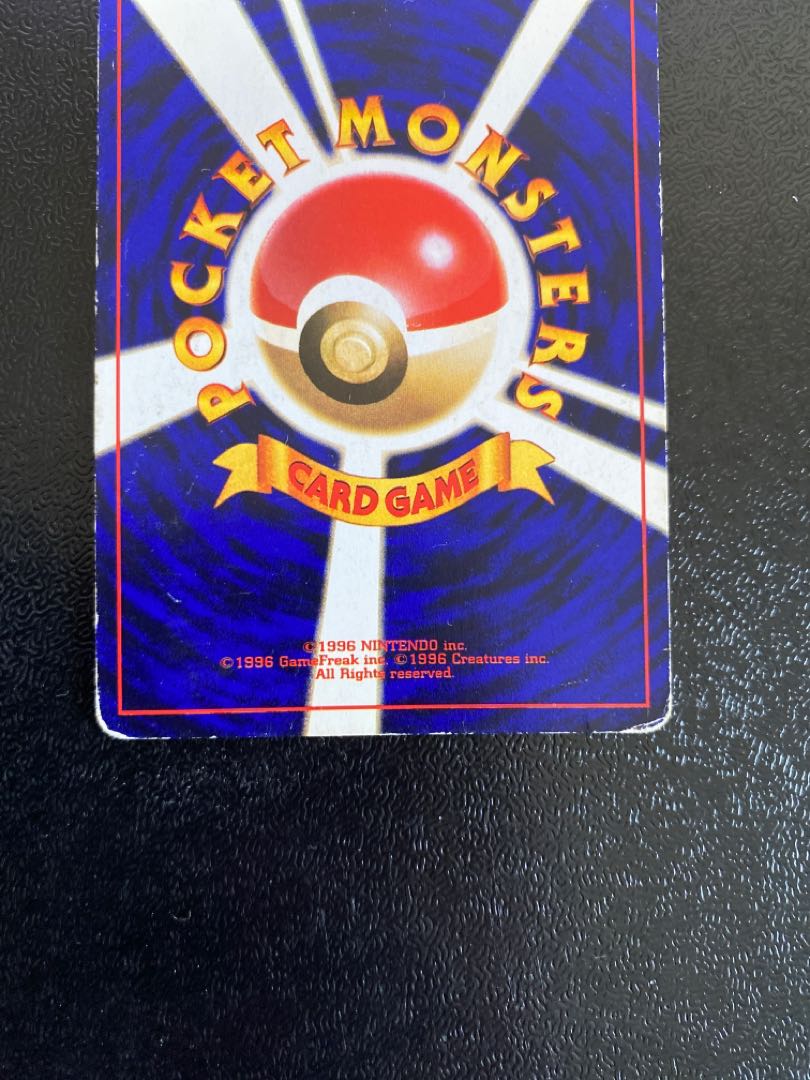 POCKET MONSTERS
CARD GAME
©1996 NINTENDO inc.
©1996 GameFreak inc. ©1996 Creatures inc.
All Rights reserved.